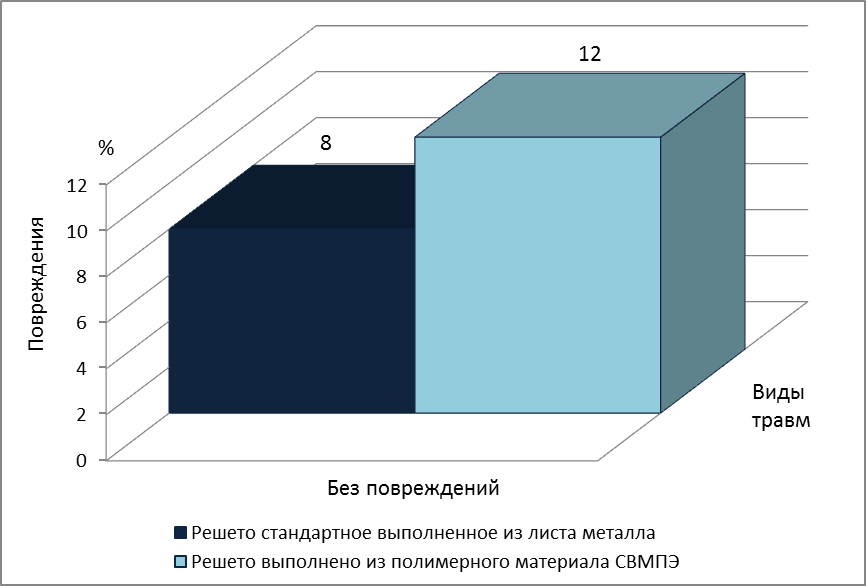 12
8
%
12
10
8
6
4
2
0
Повреждения
Виды
травм
Без повреждений
Решето стандартное выполненное из листа металла
Решето выполнено из полимерного материала СВМПЭ